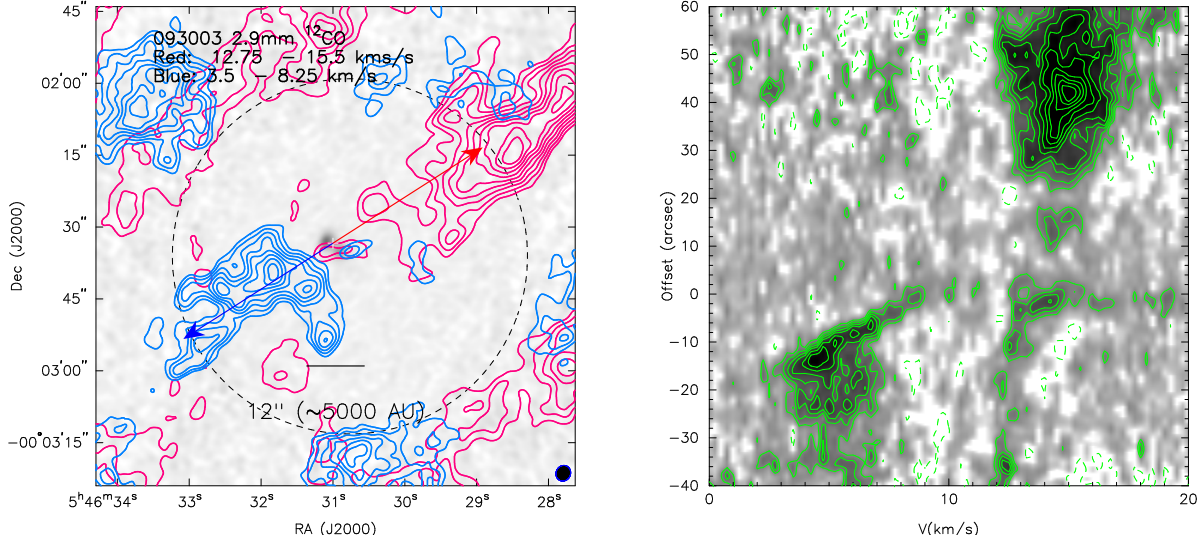 093003 2.9mm ¹²CO
Red: 12.75 – 15.5 kms/s
Blue: 3.5 – 8.25 km/s
12" (~5000 AU)
45"
02'00"
15"
30"
45"
03'00"
−00°03'15"
Dec (J2000)
5ʰ46ᵐ34ˢ 33ˢ 32ˢ 31ˢ 30ˢ 29ˢ 28ˢ
RA (J2000)
60
50
40
30
20
10
0
−10
−20
−30
−40
Offset (arcsec)
0 10 20
V(km/s)